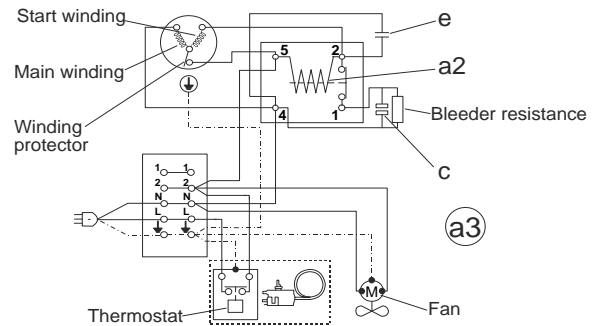 Start winding
e
5 2
a2
Main winding
Bleeder resistance
4 1
Winding
protector
c
1 1
2 2
N N
L L
a3
M
Thermostat
Fan